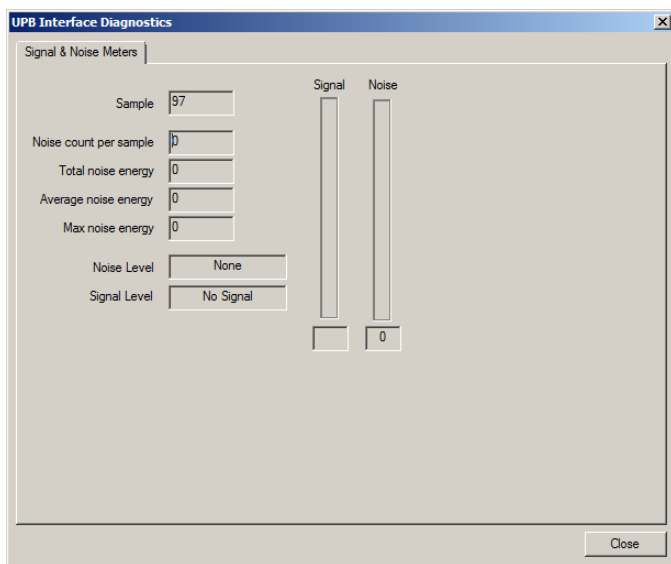 UPB Interface Diagnostics
Signal & Noise Meters
Signal Noise
Sample 97
Noise count per sample 0
Total noise energy 0
Average noise energy 0
Max noise energy 0
Noise Level None
Signal Level No Signal
0
Close